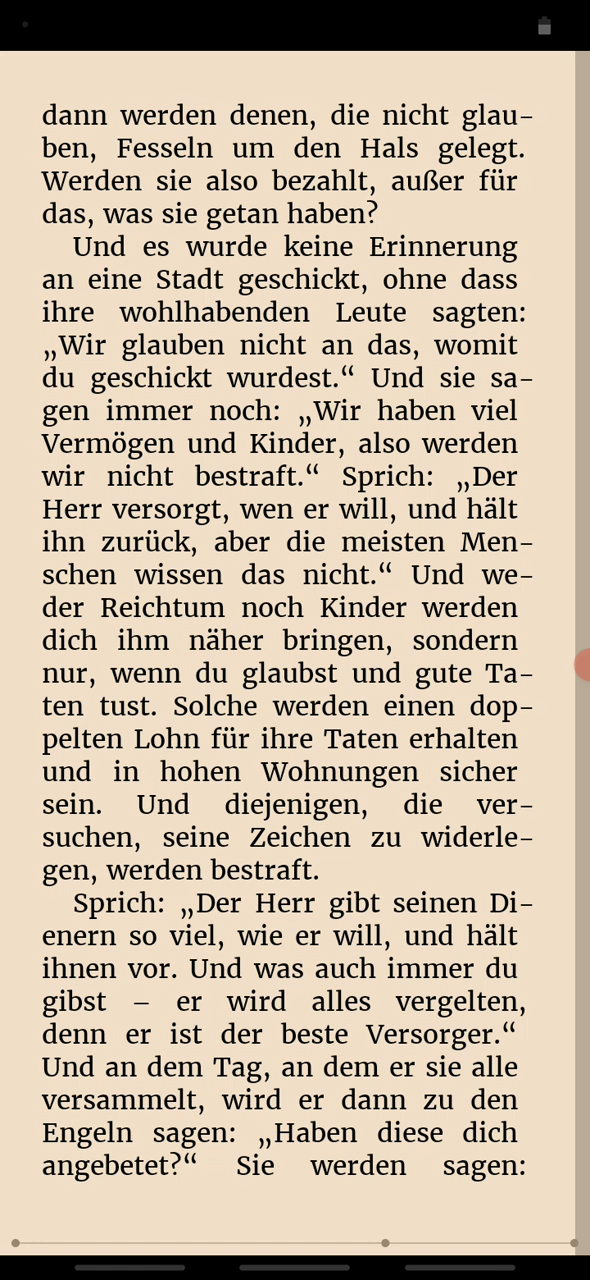 dann werden denen, die nicht glau-
ben, Fesseln um den Hals gelegt.
Werden sie also bezahlt, außer für
das, was sie getan haben?
Und es wurde keine Erinnerung
an eine Stadt geschickt, ohne dass
ihre wohlhabenden Leute sagten:
„Wir glauben nicht an das, womit
du geschickt wurdest.“ Und sie sa-
gen immer noch: „Wir haben viel
Vermögen und Kinder, also werden
wir nicht bestraft.“ Sprich: „Der
Herr versorgt, wen er will, und hält
ihn zurück, aber die meisten Men-
schen wissen das nicht.“ Und we-
der Reichtum noch Kinder werden
dich ihm näher bringen, sondern
nur, wenn du glaubst und gute Ta-
ten tust. Solche werden einen dop-
pelten Lohn für ihre Taten erhalten
und in hohen Wohnungen sicher
sein. Und diejenigen, die ver-
suchen, seine Zeichen zu widerle-
gen, werden bestraft.
Sprich: „Der Herr gibt seinen Di-
enern so viel, wie er will, und hält
ihnen vor. Und was auch immer du
gibst – er wird alles vergelten,
denn er ist der beste Versorger.“
Und an dem Tag, an dem er sie alle
versammelt, wird er dann zu den
Engeln sagen: „Haben diese dich
angebetet?“ Sie werden sagen: